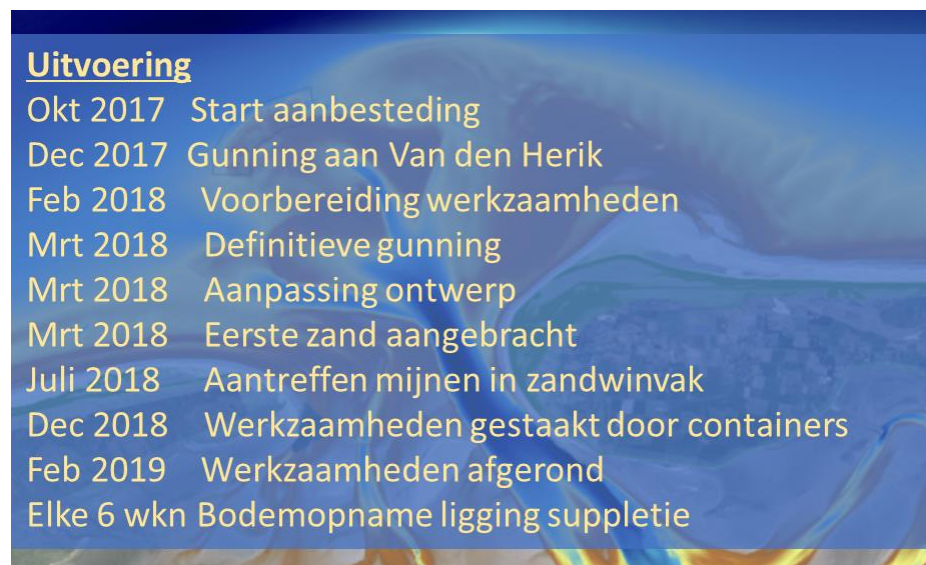 Uitvoering
Okt 2017 Start aanbesteding
Dec 2017 Gunning aan Van den Herik
Feb 2018 Voorbereiding werkzaamheden
Mrt 2018 Definitieve gunning
Mrt 2018 Aanpassing ontwerp
Mrt 2018 Eerste zand aangebracht
Juli 2018 Aantreffen mijnen in zandwinvak
Dec 2018 Werkzaamheden gestaakt door containers
Feb 2019 Werkzaamheden afgerond
Elke 6 wkn Bodemopname ligging suppletie